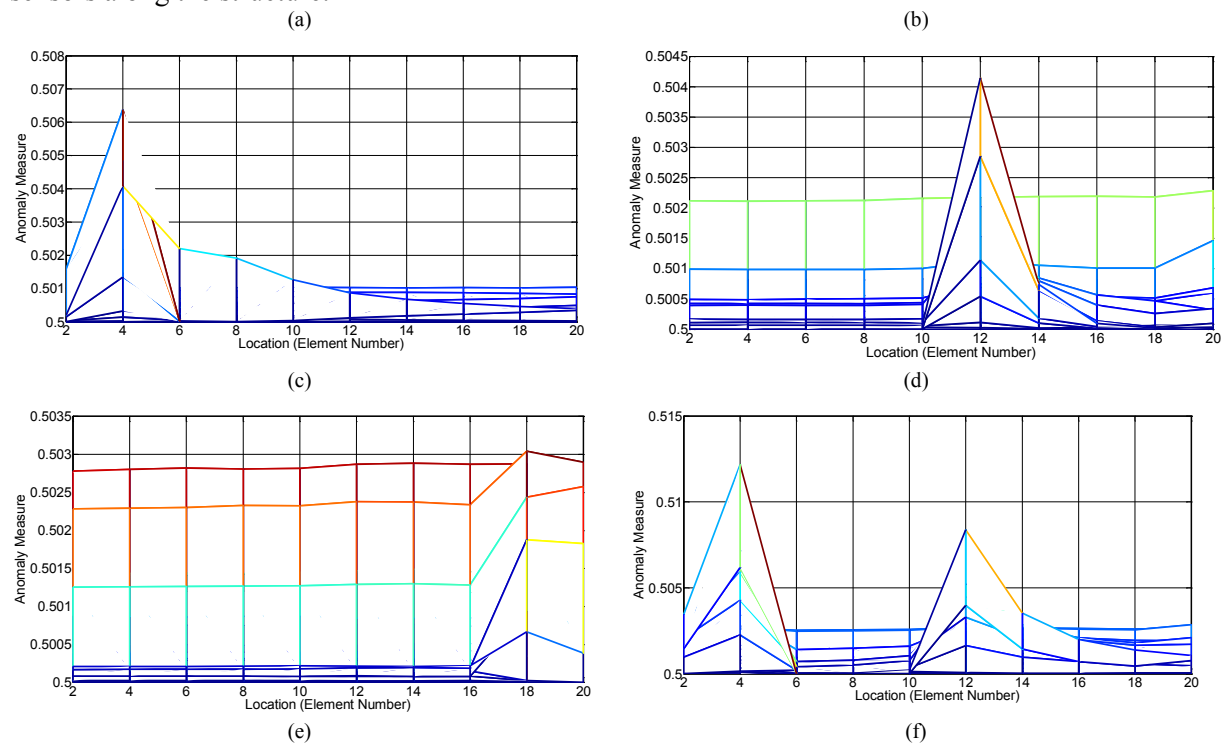 sensors along the structure.
(a) (b)
0.508 0.507 0.506 0.505 0.504 0.503 0.502 0.501 0.5
Anomaly Measure
2 4 6 8 10 12 14 16 18 20
Location (Element Number)
0.5045 0.504 0.5035 0.503 0.5025 0.502 0.5015 0.501 0.5005 0.5
Anomaly Measure
2 4 6 8 10 12 14 16 18 20
Location (Element Number)
(c) (d)
0.5035 0.503 0.5025 0.502 0.5015 0.501 0.5005 0.5
Anomaly Measure
2 4 6 8 10 12 14 16 18 20
Location (Element Number)
0.515 0.51 0.505 0.5
Anomaly Measure
2 4 6 8 10 12 14 16 18 20
Location (Element Number)
(e) (f)